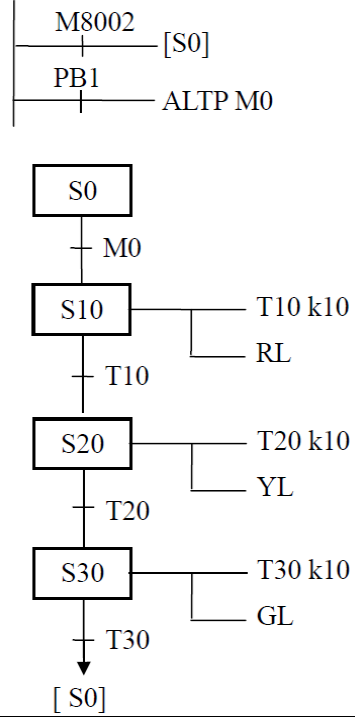 M8002
[S0]
PB1
ALTP M0
S0
M0
S10
T10 k10
RL
T10
S20
T20 k10
YL
T20
S30
T30 k10
GL
T30
[ S0]